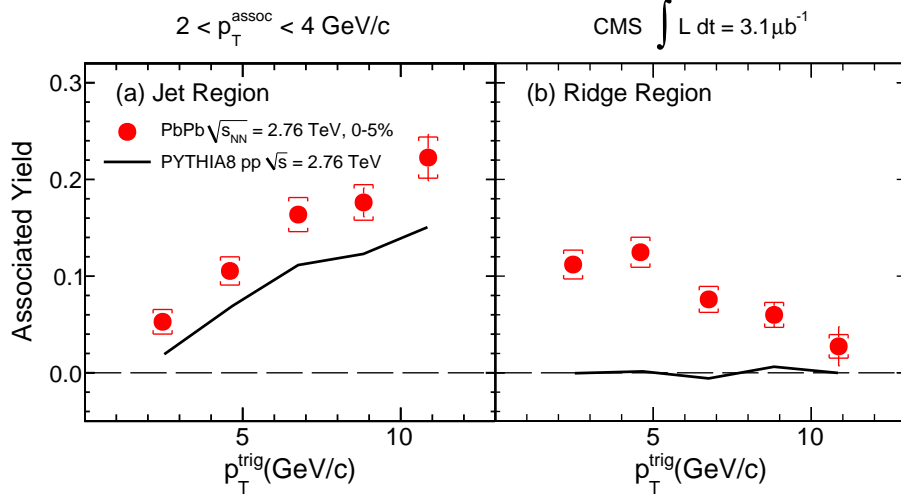 2 < p_T^assoc < 4 GeV/c
CMS ∫ L dt = 3.1μb⁻¹
(a) Jet Region
PbPb √s_NN = 2.76 TeV, 0-5%
PYTHIA8 pp √s = 2.76 TeV
(b) Ridge Region
Associated Yield
0.3
0.2
0.1
0.0
5
10
5
10
p_T^trig(GeV/c)
p_T^trig(GeV/c)